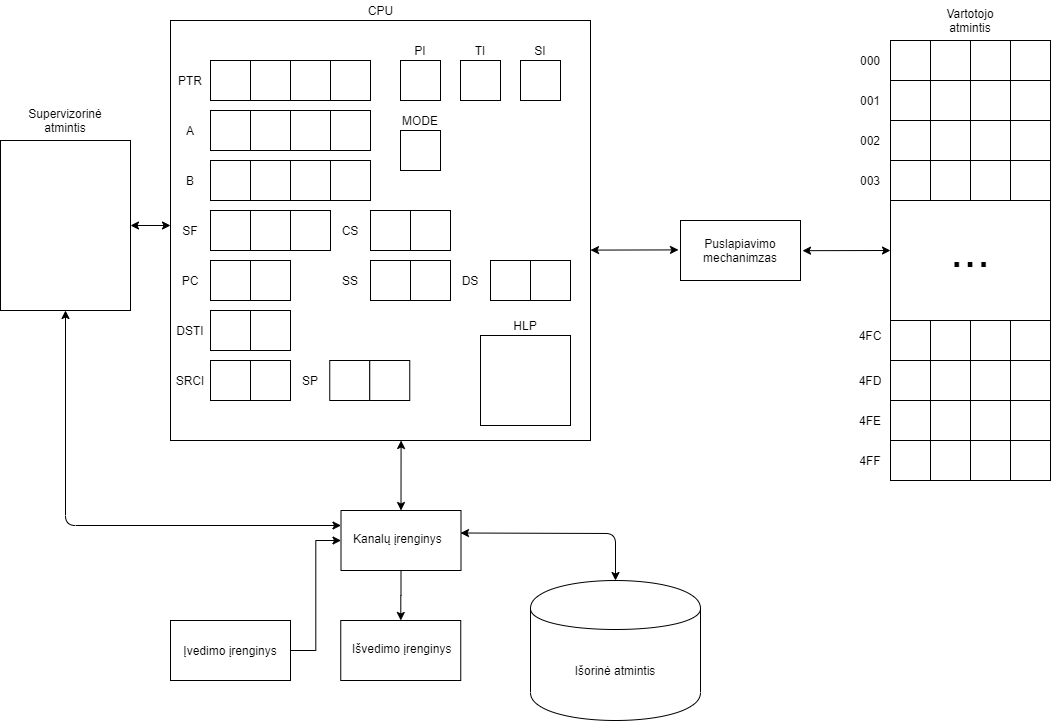 CPU
Vartotojo
atmintis
PI
TI
SI
PTR
000
Supervizorinė
atmintis
A
MODE
001
B
002
003
SF
CS
Puslapiavimo
mechanimzas
...
PC
SS
DS
DSTI
HLP
4FC
SRCI
SP
4FD
4FE
4FF
Kanalų įrenginys
Įvedimo įrenginys
Išvedimo įrenginys
Išorinė atmintis